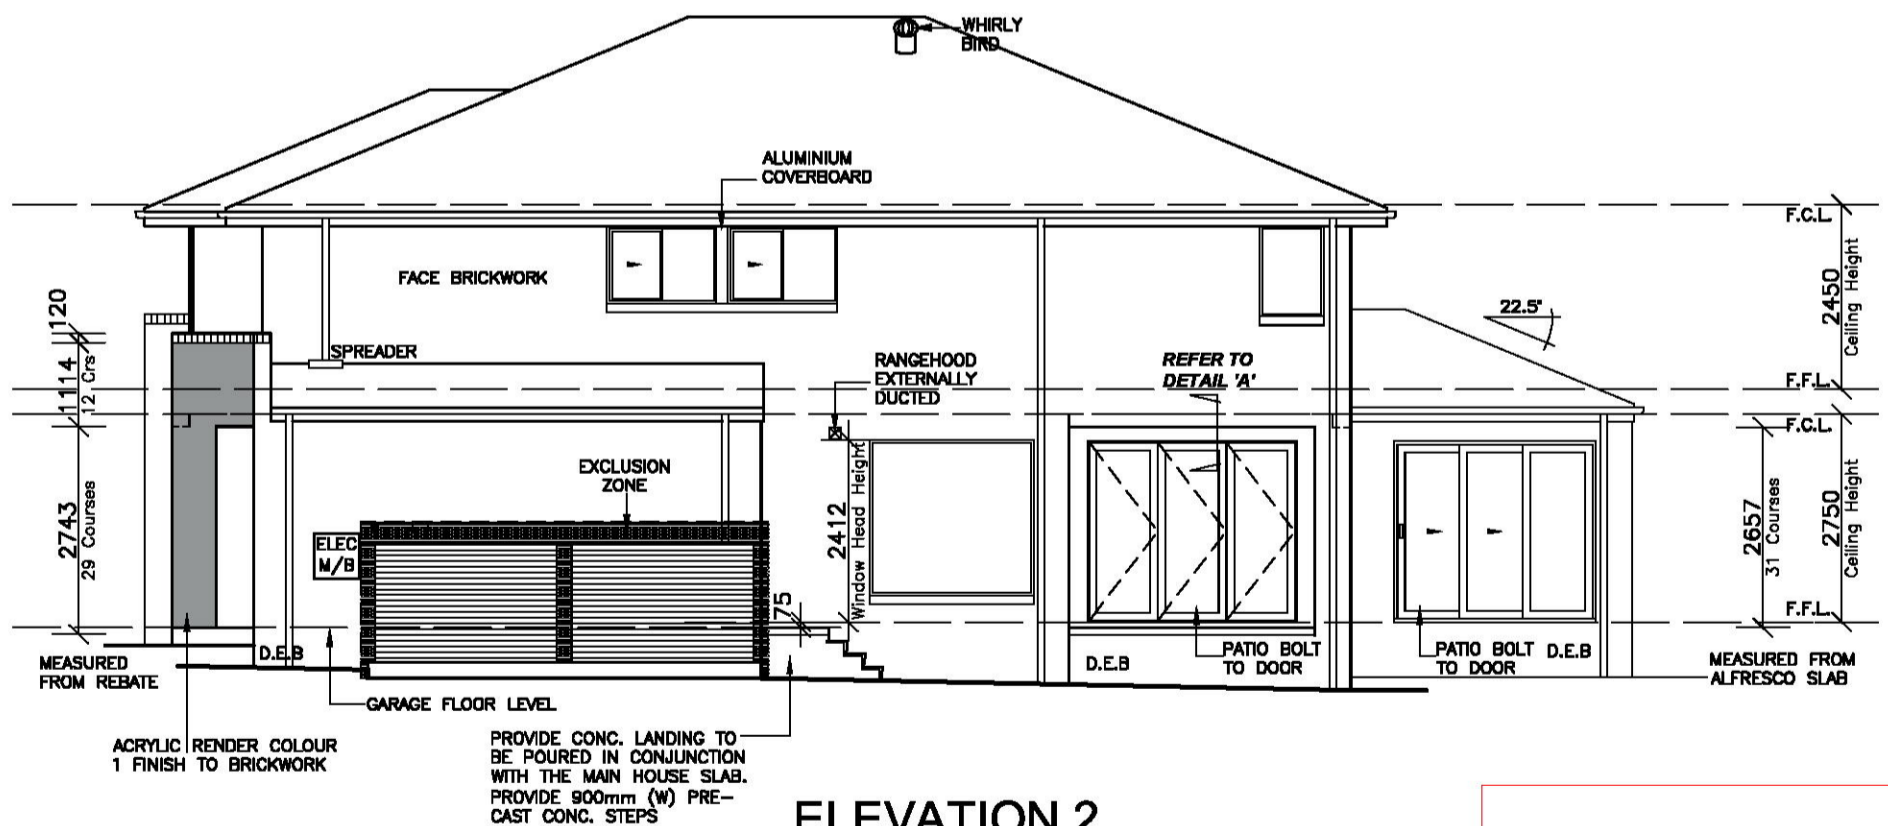 WHIRLY
BIRD
ALUMINIUM
COVERBOARD
F.C.L.
FACE BRICKWORK
2450
Ceiling Height
22.5°
120
1114
12 Crs
SPREADER
RANGEHOOD
EXTERNALLY
DUCTED
REFER TO
DETAIL 'A'
F.F.L.
F.C.L.
EXCLUSION
ZONE
2743
29 Courses
ELEC
M/B
75
2412
Window Head Height
2657
31 Courses
2750
Ceiling Height
F.F.L.
MEASURED
FROM REBATE
D.E.B
D.E.B
PATIO BOLT
TO DOOR
PATIO BOLT
TO DOOR
D.E.B
MEASURED FROM
ALFRESCO SLAB
GARAGE FLOOR LEVEL
ACRYLIC RENDER COLOUR
1 FINISH TO BRICKWORK
PROVIDE CONC. LANDING TO
BE POURED IN CONJUNCTION
WITH THE MAIN HOUSE SLAB.
PROVIDE 900mm (W) PRE-
CAST CONC. STEPS
ELEVATION 2